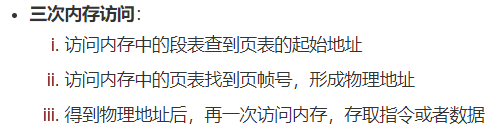 • 三次内存访问：
i. 访问内存中的段表查到页表的起始地址
ii. 访问内存中的页表找到页帧号，形成物理地址
iii. 得到物理地址后，再一次访问内存，存取指令或者数据